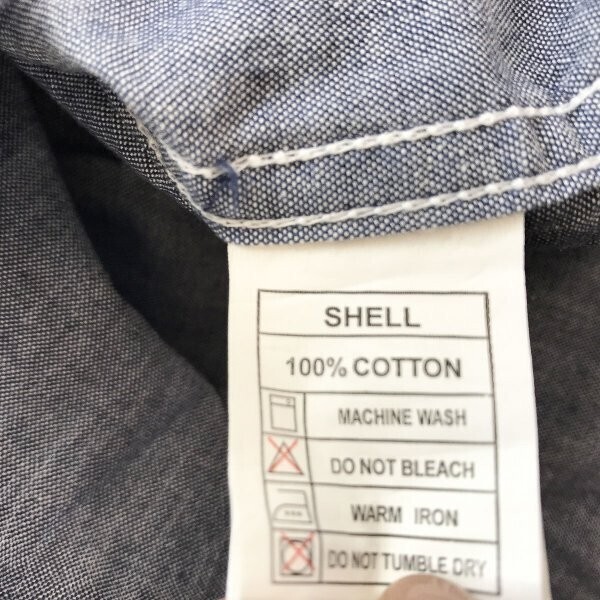 SHELL
100% COTTON
MACHINE WASH
DO NOT BLEACH
WARM IRON
DO NOT TUMBLE DRY